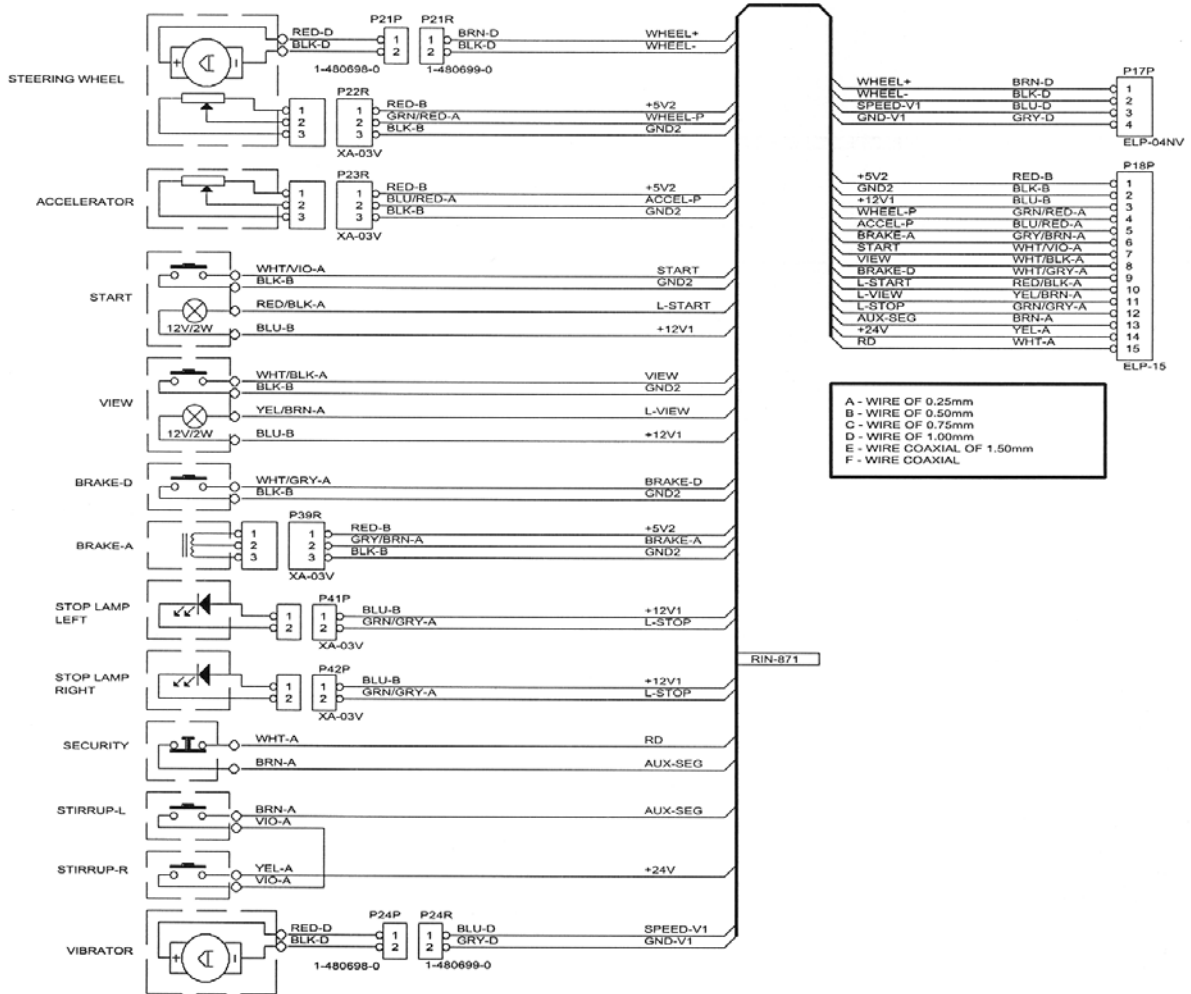 STEERING WHEEL
RED-D
BLK-D
P21P
1
2
1-480698-0
P21R
1
2
1-480699-0
BRN-D
BLK-D
WHEEL+
WHEEL-
+
A
-
1
2
3
P22R
1
2
3
XA-03V
RED-B
GRN/RED-A
BLK-B
+5V2
WHEEL-P
GND2
ACCELERATOR
1
2
3
P23R
1
2
3
XA-03V
RED-B
BLU/RED-A
BLK-B
+5V2
ACCEL-P
GND2
START
12V/2W
WHT/VIO-A
BLK-B
RED/BLK-A
BLU-B
START
GND2
L-START
+12V1
VIEW
12V/2W
WHT/BLK-A
BLK-B
YEL/BRN-A
BLU-B
VIEW
GND2
L-VIEW
+12V1
BRAKE-D
WHT/GRY-A
BLK-B
BRAKE-D
GND2
BRAKE-A
1
2
3
P39R
1
2
3
XA-03V
RED-B
GRY/BRN-A
BLK-B
+5V2
BRAKE-A
GND2
STOP LAMP
LEFT
1
2
P41P
1
2
XA-03V
BLU-B
GRN/GRY-A
+12V1
L-STOP
STOP LAMP
RIGHT
1
2
P42P
1
2
XA-03V
BLU-B
GRN/GRY-A
+12V1
L-STOP
SECURITY
WHT-A
BRN-A
RD
AUX-SEG
STIRRUP-L
BRN-A
VIO-A
AUX-SEG
STIRRUP-R
YEL-A
VIO-A
+24V
VIBRATOR
+
A
-
RED-D
BLK-D
P24P
1
2
1-480698-0
P24R
1
2
1-480699-0
BLU-D
GRY-D
SPEED-V1
GND-V1
RIN-871
P17P
WHEEL+ BRN-D 1
WHEEL- BLK-D 2
SPEED-V1 BLU-D 3
GND-V1 GRY-D 4
ELP-04NV
P18P
+5V2 RED-B 1
GND2 BLK-B 2
+12V1 BLU-B 3
WHEEL-P GRN/RED-A 4
ACCEL-P BLU/RED-A 5
BRAKE-A GRY/BRN-A 6
START WHT/VIO-A 7
VIEW WHT/BLK-A 8
BRAKE-D WHT/GRY-A 9
L-START RED/BLK-A 10
L-VIEW YEL/BRN-A 11
L-STOP GRN/GRY-A 12
AUX-SEG BRN-A 13
+24V YEL-A 14
RD WHT-A 15
ELP-15
A - WIRE OF 0.25mm
B - WIRE OF 0.50mm
C - WIRE OF 0.75mm
D - WIRE OF 1.00mm
E - WIRE COAXIAL OF 1.50mm
F - WIRE COAXIAL